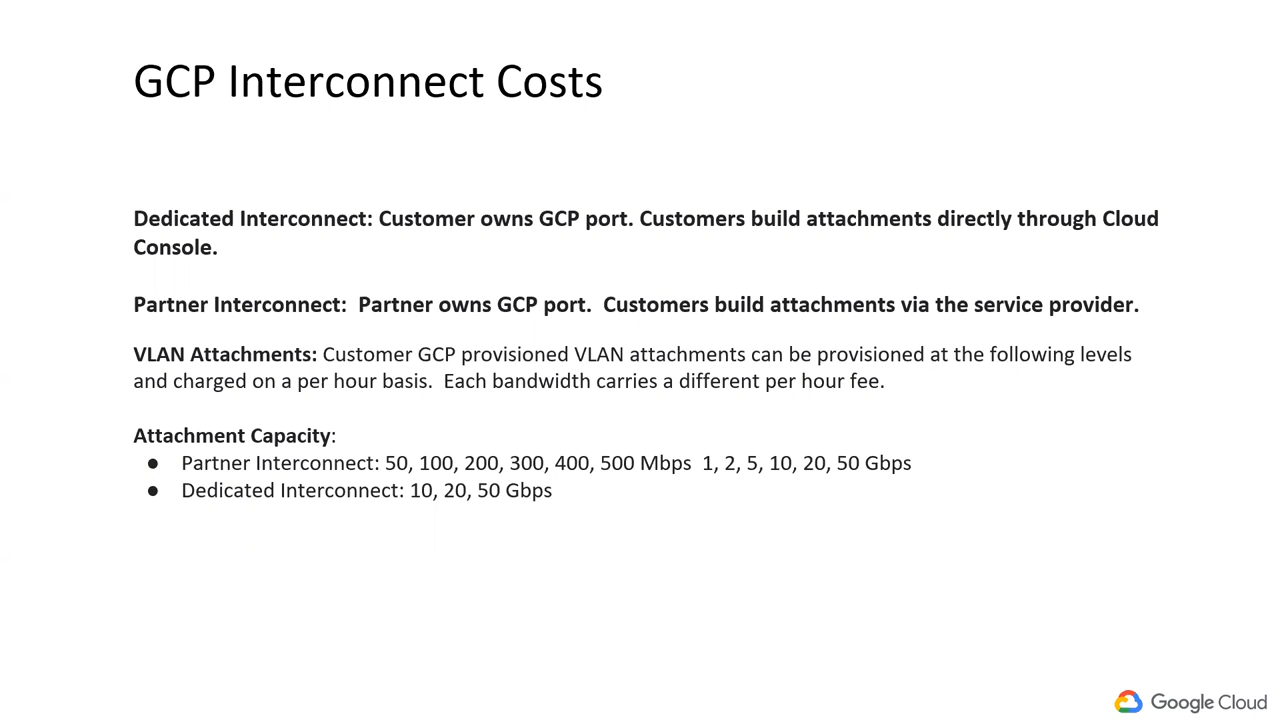 GCP Interconnect Costs
Dedicated Interconnect: Customer owns GCP port. Customers build attachments directly through Cloud
Console.
Partner Interconnect:  Partner owns GCP port.  Customers build attachments via the service provider.
VLAN Attachments: Customer GCP provisioned VLAN attachments can be provisioned at the following levels
and charged on a per hour basis.  Each bandwidth carries a different per hour fee.
Attachment Capacity:
● Partner Interconnect: 50, 100, 200, 300, 400, 500 Mbps  1, 2, 5, 10, 20, 50 Gbps
● Dedicated Interconnect: 10, 20, 50 Gbps
Google Cloud